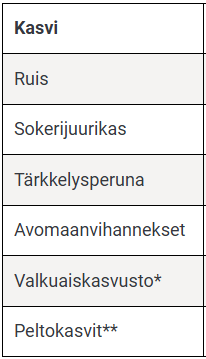 Kasvi
Ruis
Sokerijuurikas
Tärkkelysperuna
Avomaanvihannekset
Valkuaiskasvusto*
Peltokasvit**